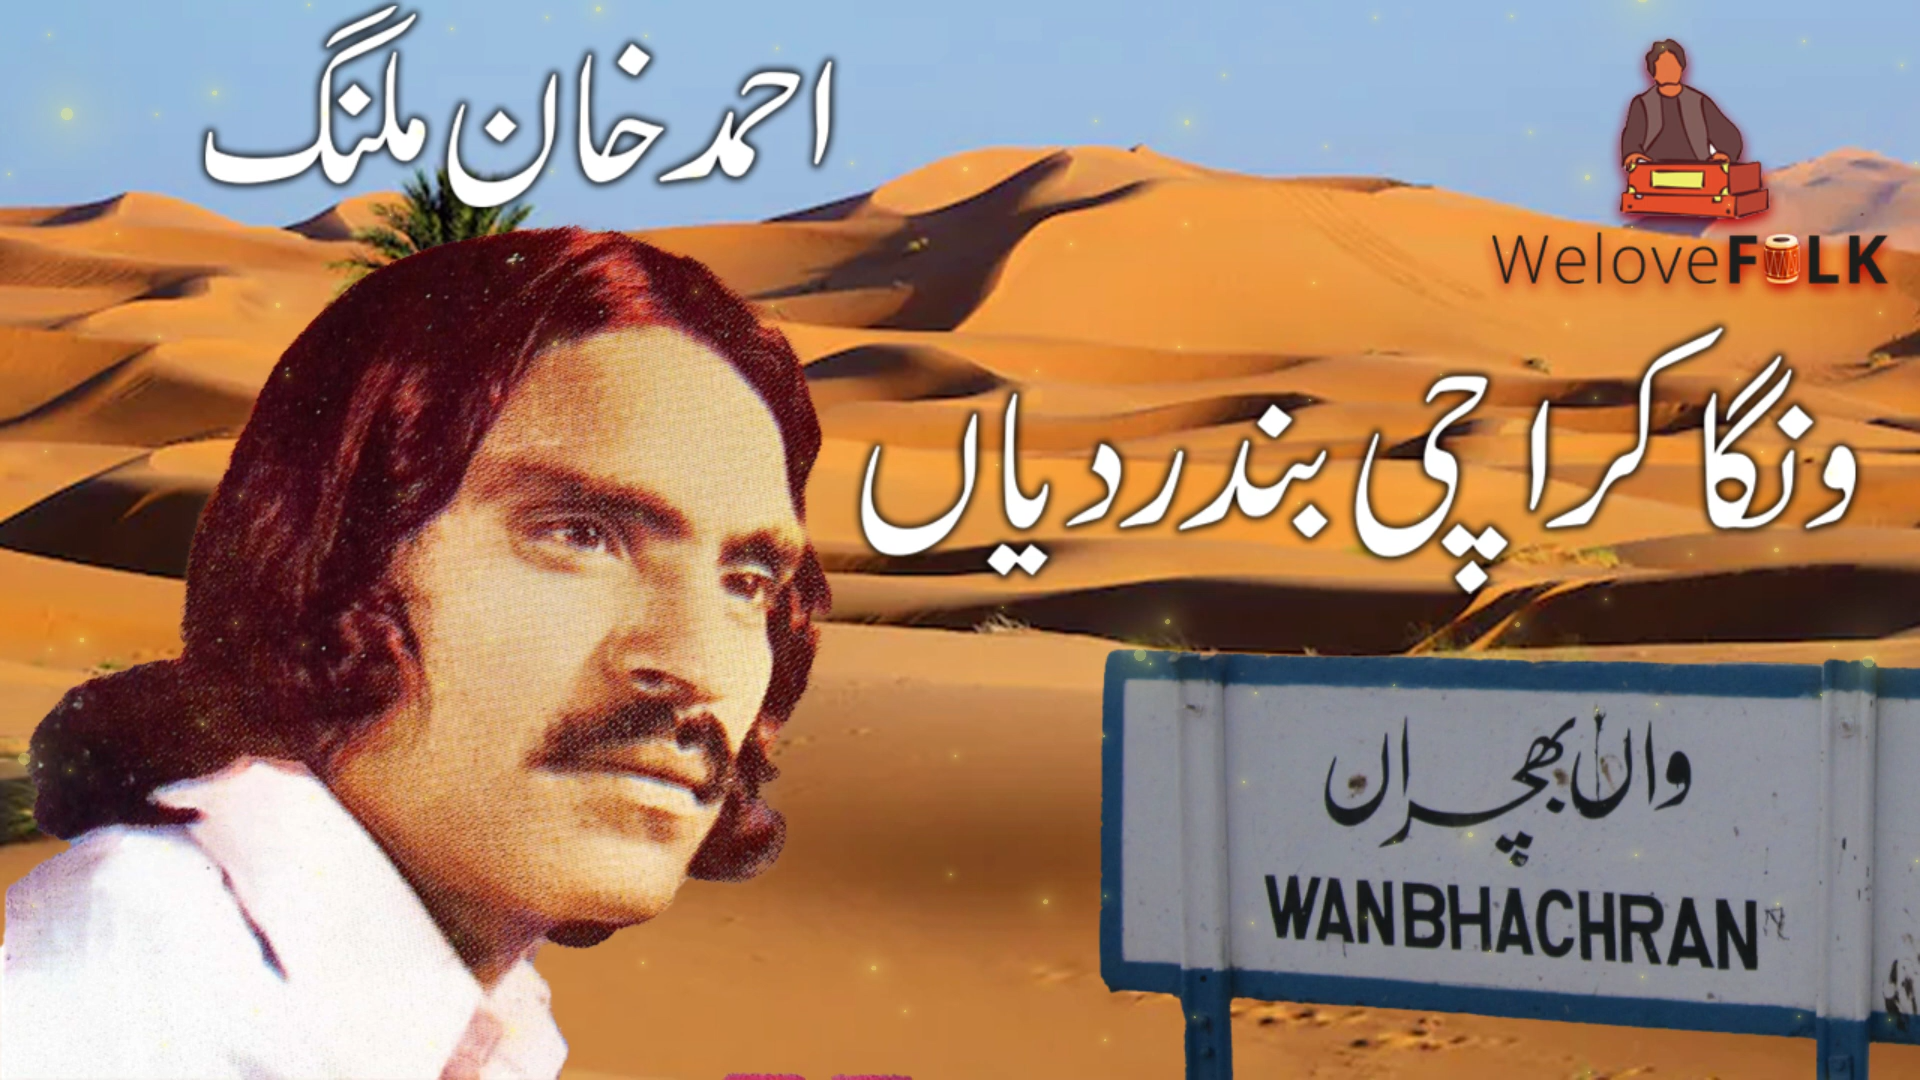 احمد خان ملنگ
WeloveFOLK
ونگا کراچی بندر دیاں
واں بھچراں
WANBHACHRAN